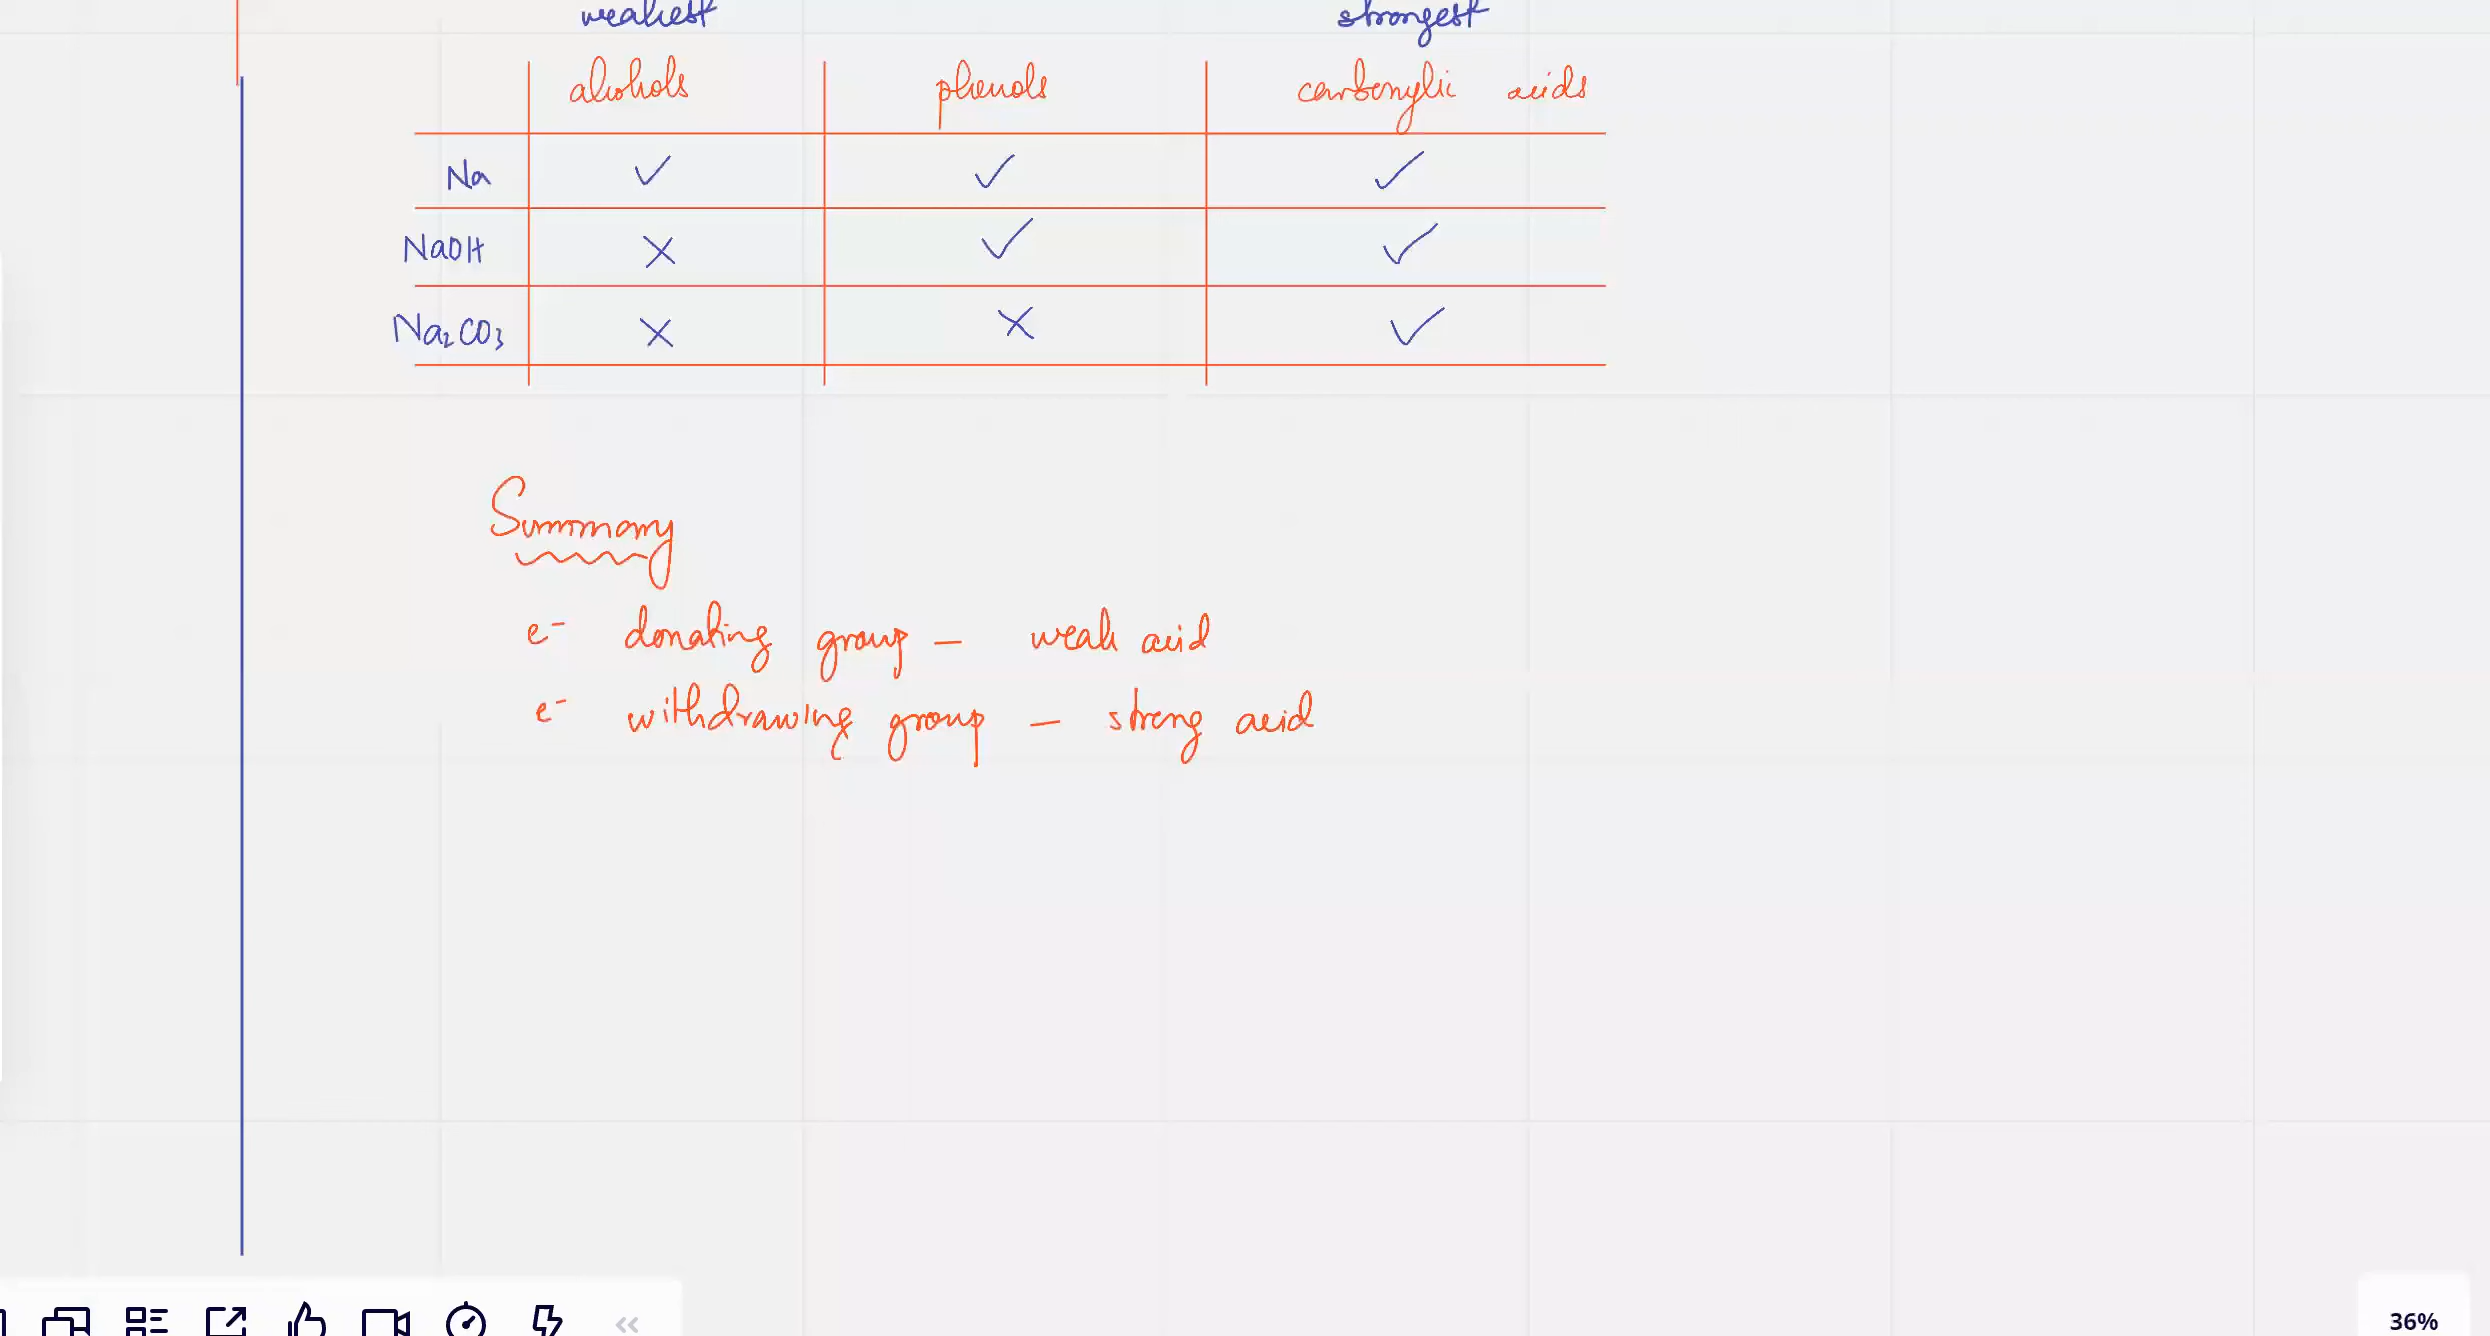 weakest strongest
alcohols phenols carboxylic acids
Na ✓ ✓ ✓
NaOH × ✓ ✓
Na₂CO₃ × × ✓
Summary
e⁻ donating group – weak acid
e⁻ withdrawing group – strong acid
36%